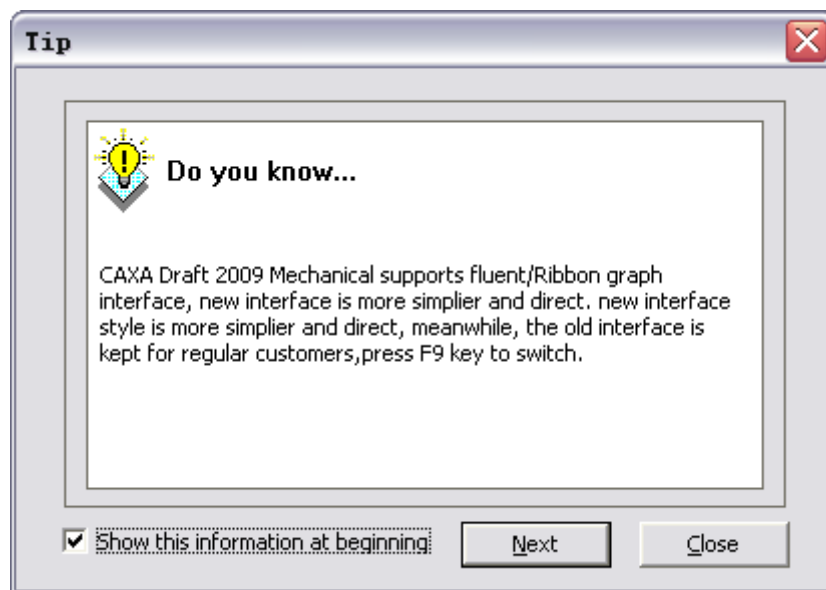 Tip
Do you know...
CAXA Draft 2009 Mechanical supports fluent/Ribbon graph
interface, new interface is more simplier and direct. new interface
style is more simplier and direct, meanwhile, the old interface is
kept for regular customers,press F9 key to switch.
Show this information at beginning
Next
Close